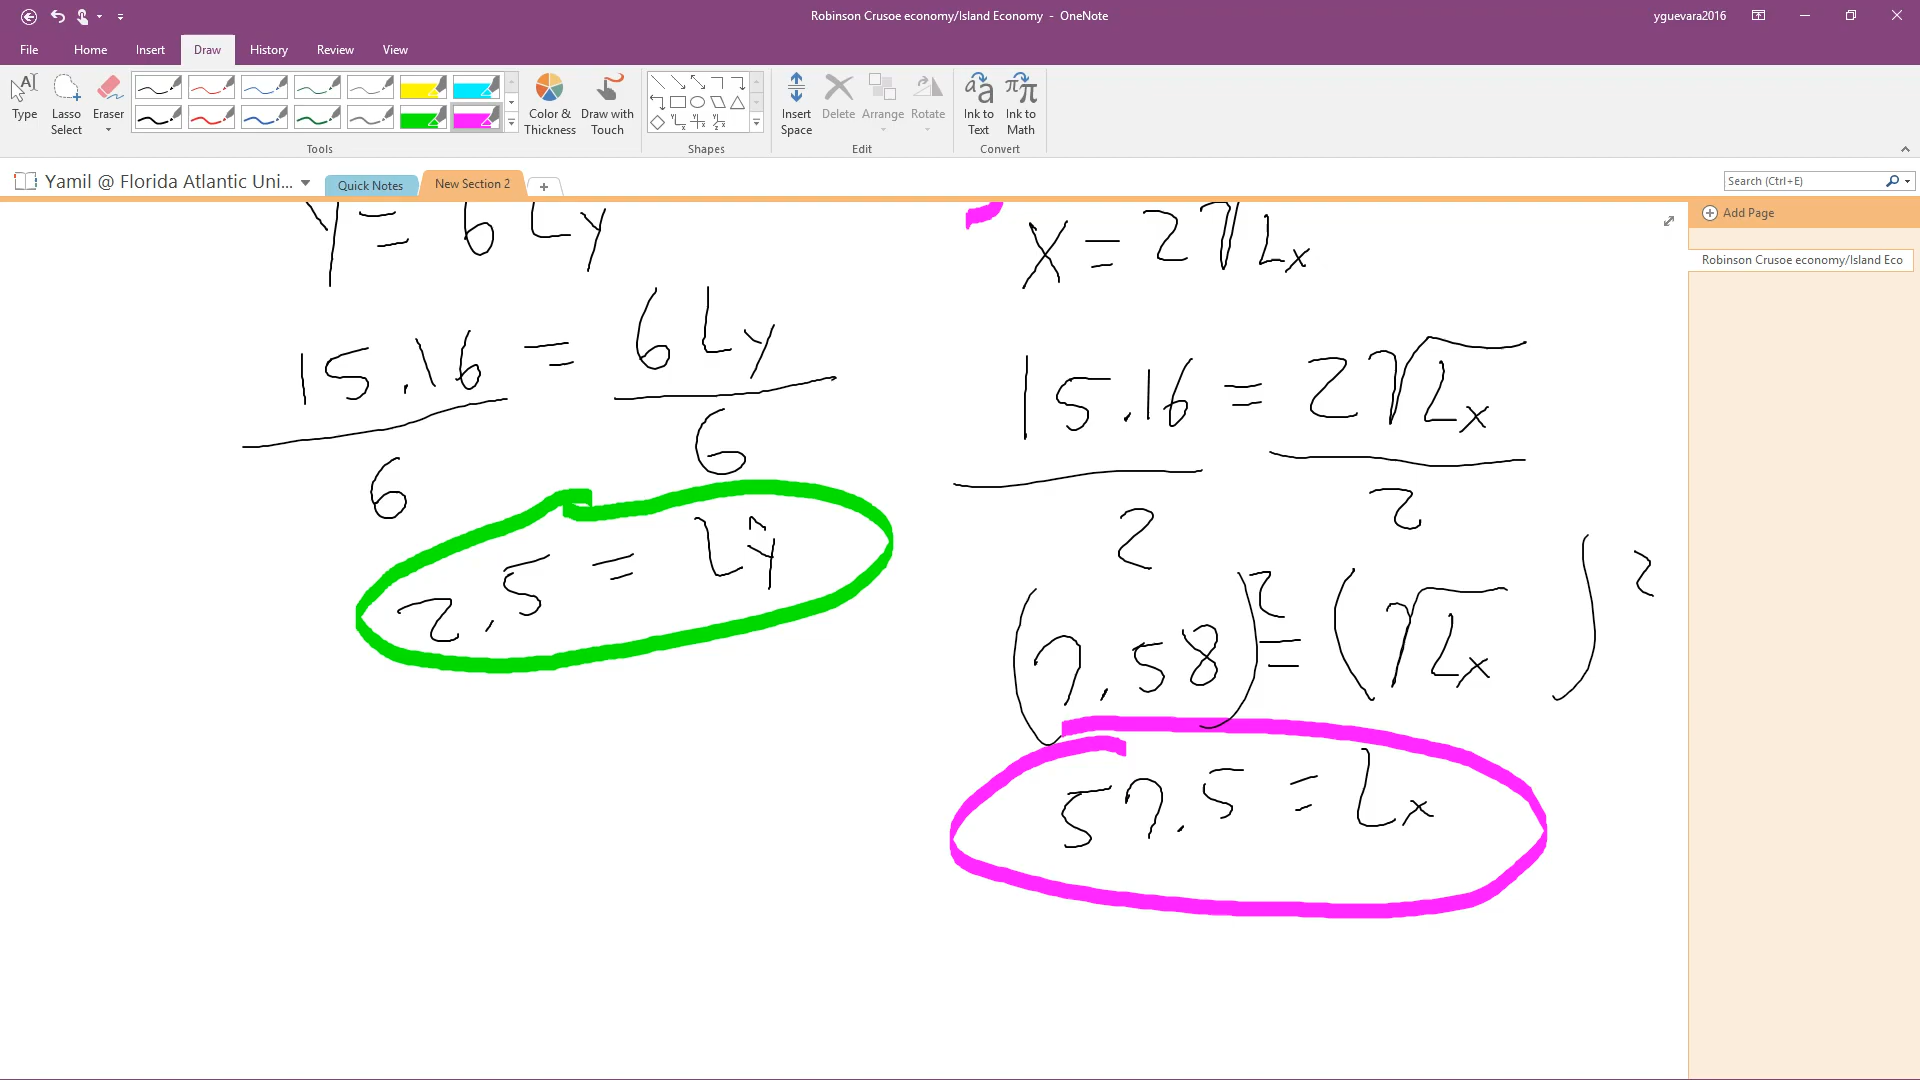 Robinson Crusoe economy/Island Economy - OneNote
yguevara2016
File Home Insert Draw History Review View
Type
Lasso Select
Eraser
Color & Thickness
Draw with Touch
Insert Space
Delete
Arrange
Rotate
Ink to Text
Ink to Math
Tools
Shapes
Edit
Convert
Yamil @ Florida Atlantic Uni...
Quick Notes
New Section 2
Search (Ctrl+E)
Add Page
Robinson Crusoe economy/Island Eco
Y = 6 Ly
15.16 = 6 Ly
6 6
2.5 = Ly
X = 2√Lx
15.16 = 2√Lx
2 2
(7.58)² = (√Lx)²
57.5 = Lx